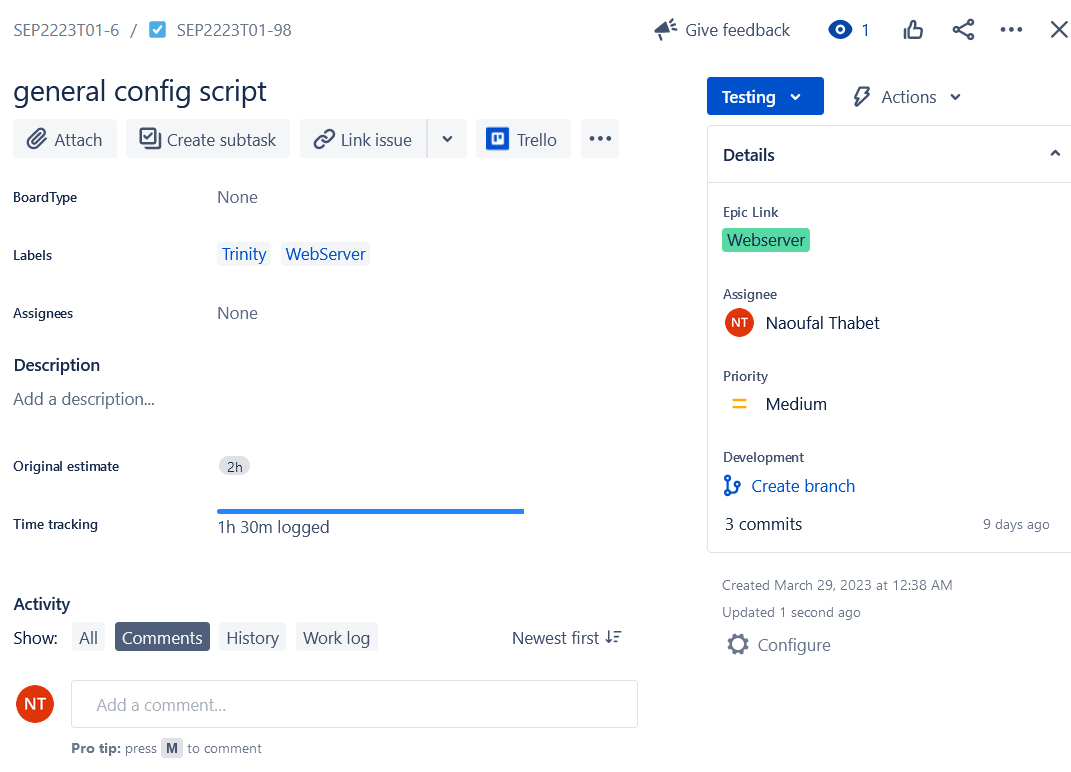 SEP2223T01-6 / SEP2223T01-98
Give feedback
1
general config script
Attach
Create subtask
Link issue
Trello
BoardType
None
Labels
Trinity WebServer
Assignees
None
Description
Add a description...
Original estimate
2h
Time tracking
1h 30m logged
Activity
Show: All Comments History Work log
Newest first
NT
Add a comment...
Pro tip: press M to comment
Testing
Actions
Details
Epic Link
Webserver
Assignee
NT Naoufal Thabet
Priority
Medium
Development
Create branch
3 commits
9 days ago
Created March 29, 2023 at 12:38 AM
Updated 1 second ago
Configure